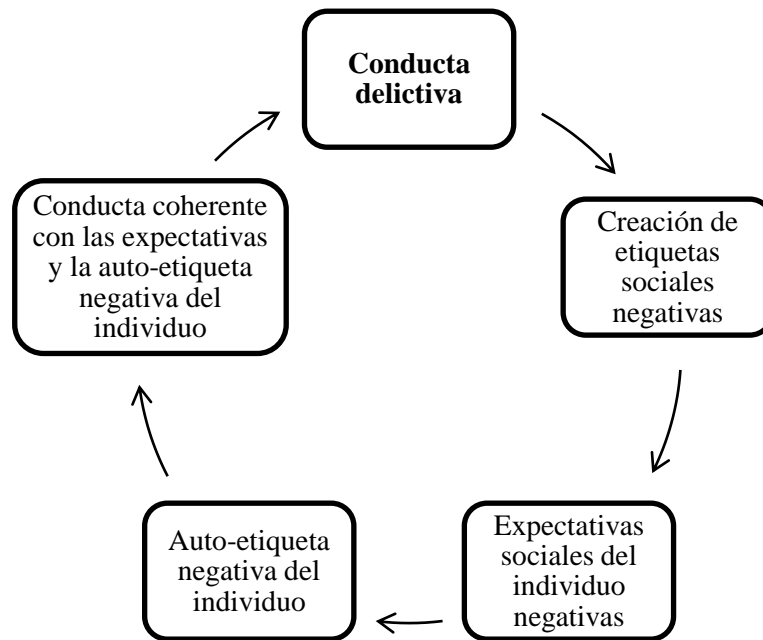 Conducta
delictiva
Creación de
etiquetas
sociales
negativas
Expectativas
sociales del
individuo
negativas
Auto-etiqueta
negativa del
individuo
Conducta coherente
con las expectativas
y la auto-etiqueta
negativa del
individuo